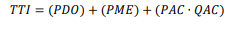 TTI = (PDO) + (PME) + (PAC · QAC)